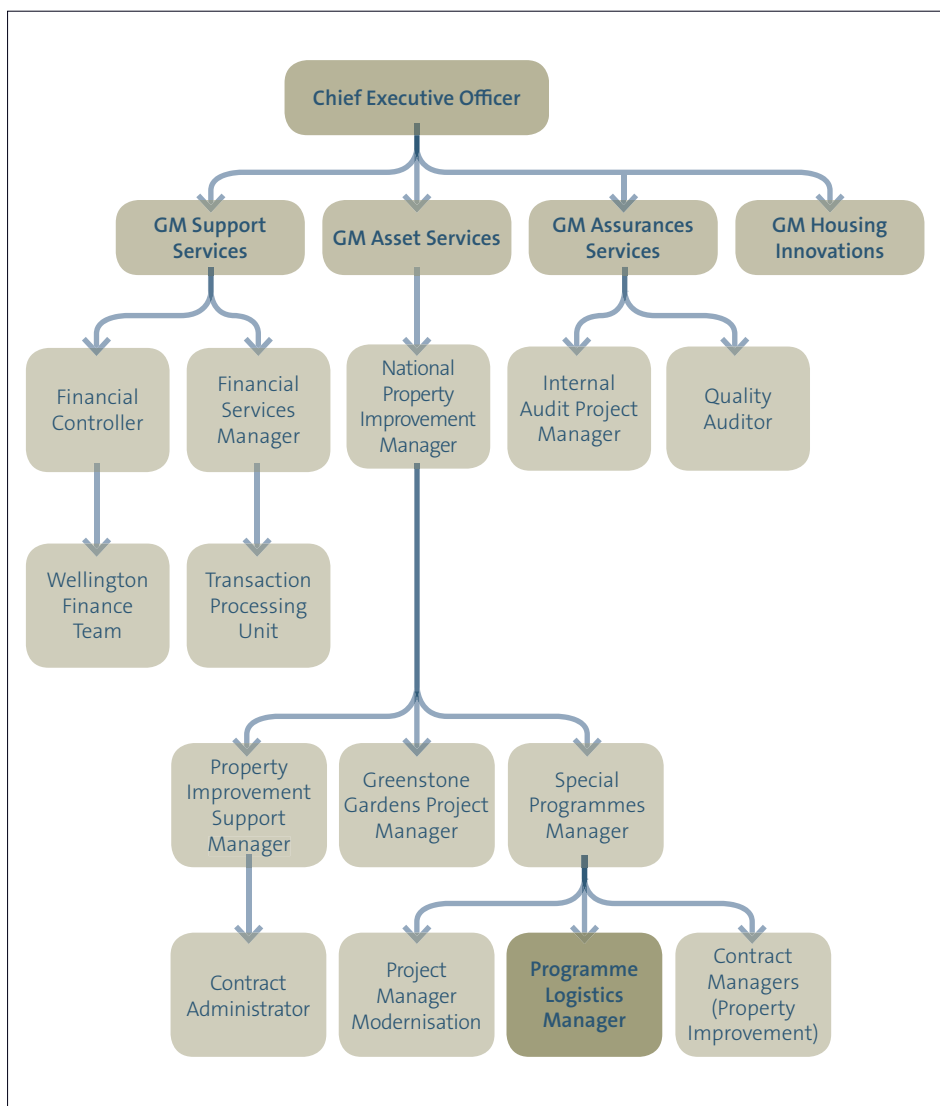 Chief Executive Officer
GM Support
Services
GM Asset Services
GM Assurances
Services
GM Housing
Innovations
Financial
Controller
Financial
Services
Manager
National
Property
Improvement
Manager
Internal
Audit Project
Manager
Quality
Auditor
Wellington
Finance
Team
Transaction
Processing
Unit
Property
Improvement
Support
Manager
Greenstone
Gardens Project
Manager
Special
Programmes
Manager
Contract
Administrator
Project
Manager
Modernisation
Programme
Logistics
Manager
Contract
Managers
(Property
Improvement)